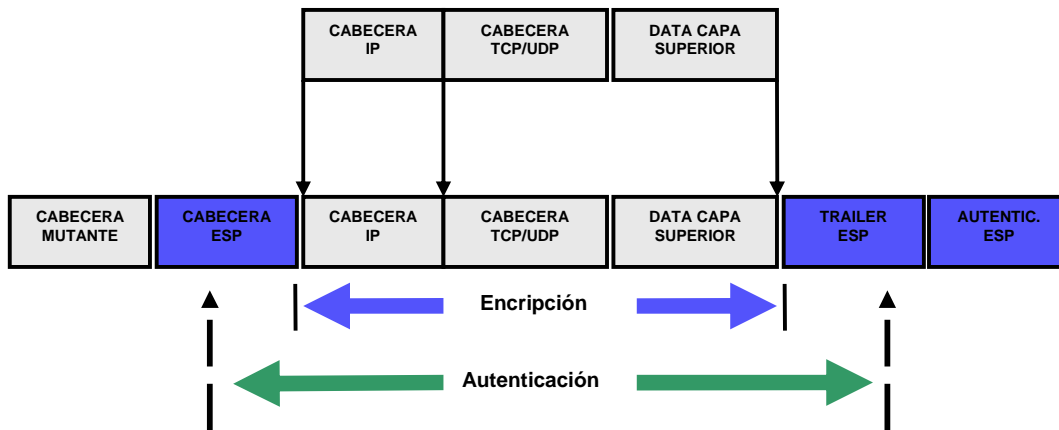 CABECERA
IP
CABECERA
TCP/UDP
DATA CAPA
SUPERIOR
CABECERA
MUTANTE
CABECERA
ESP
CABECERA
IP
CABECERA
TCP/UDP
DATA CAPA
SUPERIOR
TRAILER
ESP
AUTENTIC.
ESP
Encripción
Autenticación